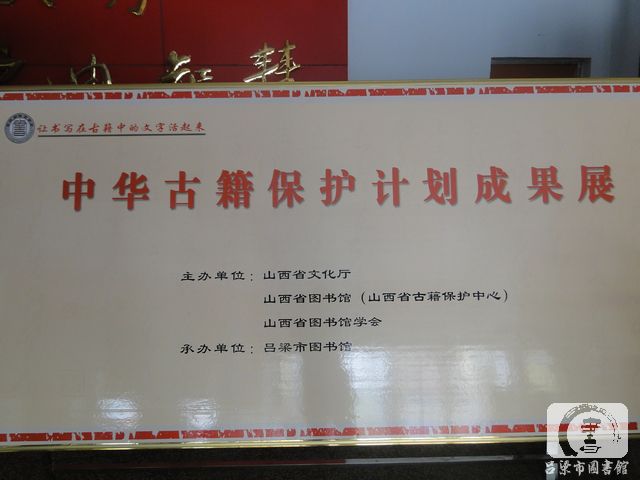 让书写在古籍中的文字活起来
中华古籍保护计划成果展
主办单位：山西省文化厅
山西省图书馆（山西省古籍保护中心）
山西省图书馆学会
承办单位：吕梁市图书馆
吕梁市图書館